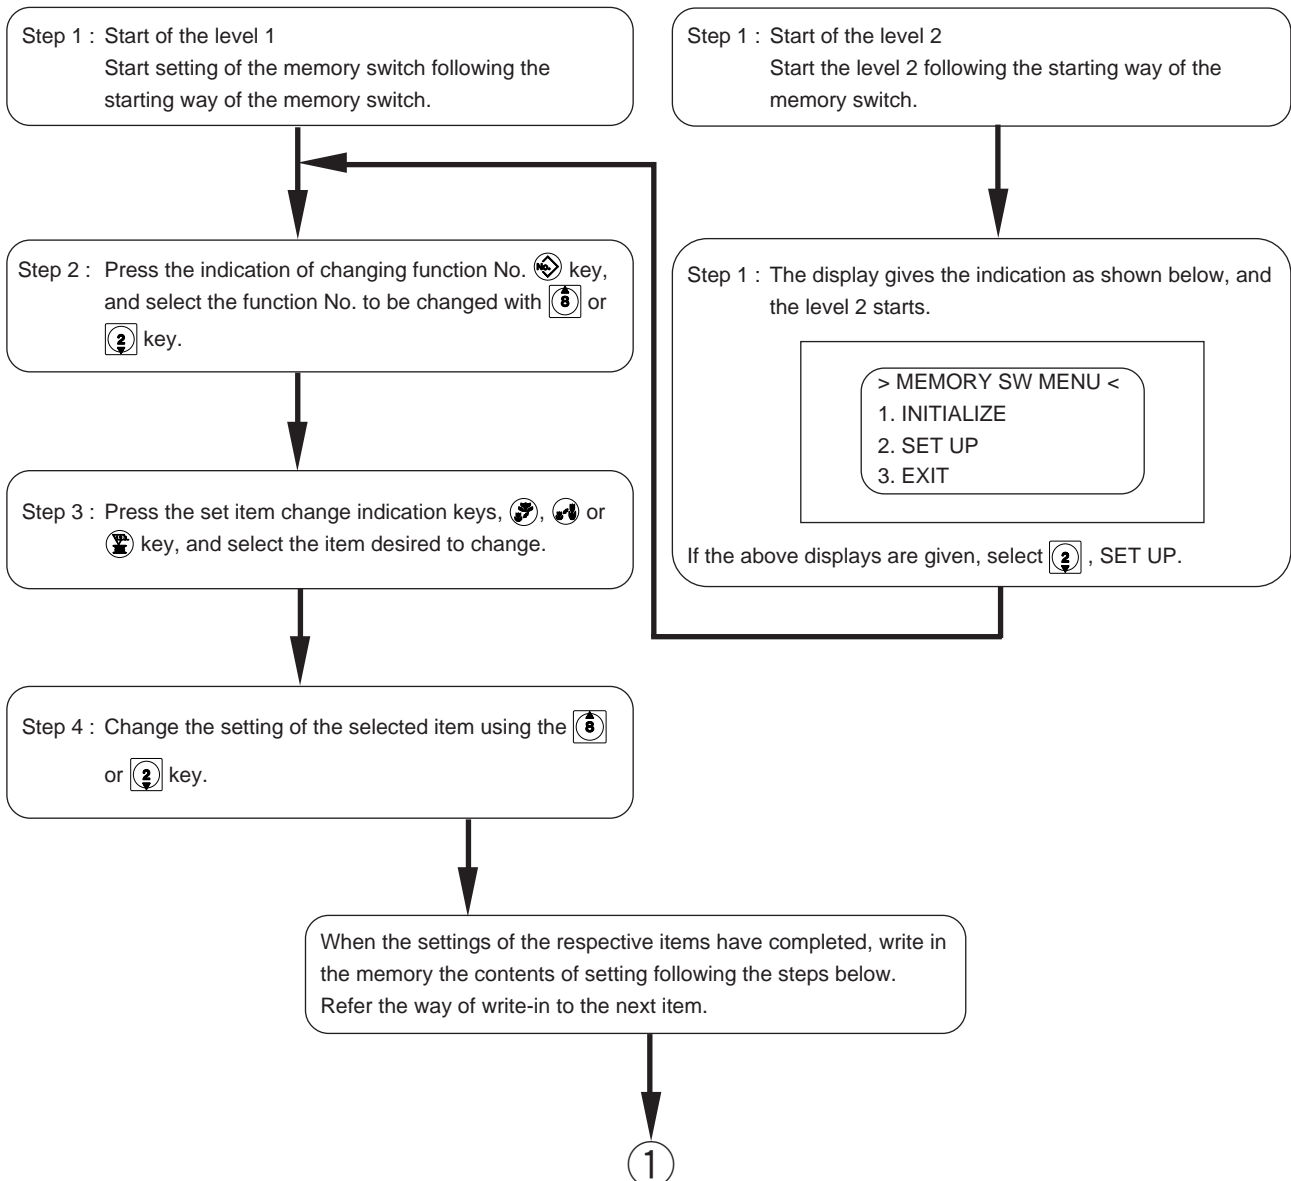 Step 1 : Start of the level 1
Start setting of the memory switch following the
starting way of the memory switch.
Step 1 : Start of the level 2
Start the level 2 following the starting way of the
memory switch.
Step 2 : Press the indication of changing function No. No. key,
and select the function No. to be changed with 8 or
2 key.
Step 1 : The display gives the indication as shown below, and
the level 2 starts.
> MEMORY SW MENU <
1. INITIALIZE
2. SET UP
3. EXIT
If the above displays are given, select 2 , SET UP.
Step 3 : Press the set item change indication keys, , or
key, and select the item desired to change.
Step 4 : Change the setting of the selected item using the 8
or 2 key.
When the settings of the respective items have completed, write in
the memory the contents of setting following the steps below.
Refer the way of write-in to the next item.
1